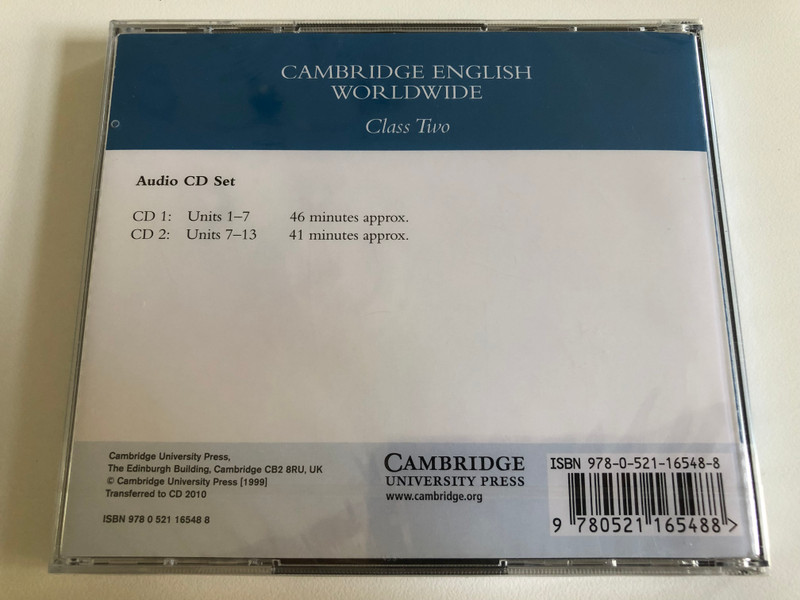 CAMBRIDGE ENGLISH
WORLDWIDE
Class Two
Audio CD Set
CD 1: Units 1–7 46 minutes approx.
CD 2: Units 7–13 41 minutes approx.
Cambridge University Press,
The Edinburgh Building, Cambridge CB2 8RU, UK
© Cambridge University Press [1999]
Transferred to CD 2010
ISBN 978 0 521 16548 8
CAMBRIDGE
UNIVERSITY PRESS
www.cambridge.org
ISBN 978-0-521-16548-8
9 780521 165488 >